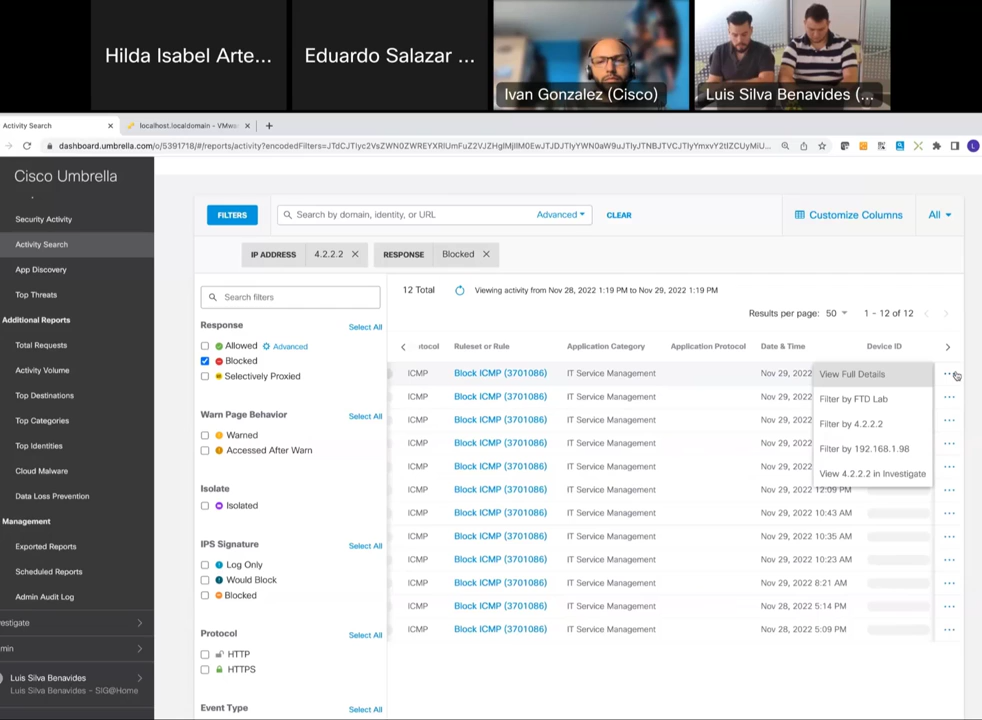 Hilda Isabel Arte...
Eduardo Salazar ...
Ivan Gonzalez (Cisco)
Luis Silva Benavides (...
Activity Search ×
localhost.localdomain - VMw ×
+
Cisco Umbrella
Security Activity
Activity Search
App Discovery
Top Threats
Additional Reports
Total Requests
Activity Volume
Top Destinations
Top Categories
Top Identities
Cloud Malware
Data Loss Prevention
Management
Exported Reports
Scheduled Reports
Admin Audit Log
estigate
min
Luis Silva Benavides
Luis Silva Benavides - SIG@Home
FILTERS
Search by domain, identity, or URL
Advanced
CLEAR
Customize Columns
All
IP ADDRESS 4.2.2.2 ×
RESPONSE Blocked ×
Search filters
Response Select All
Allowed Advanced
Blocked
Selectively Proxied
Warn Page Behavior Select All
Warned
Accessed After Warn
Isolate
Isolated
IPS Signature Select All
Log Only
Would Block
Blocked
Protocol Select All
HTTP
HTTPS
Event Type Select All
12 Total
Viewing activity from Nov 28, 2022 1:19 PM to Nov 29, 2022 1:19 PM
Results per page: 50 1 - 12 of 12
otocol Ruleset or Rule Application Category Application Protocol Date & Time Device ID
ICMP Block ICMP (3701086) IT Service Management Nov 29, 2022
ICMP Block ICMP (3701086) IT Service Management Nov 29, 2022
ICMP Block ICMP (3701086) IT Service Management Nov 29, 2022
ICMP Block ICMP (3701086) IT Service Management Nov 29, 2022
ICMP Block ICMP (3701086) IT Service Management Nov 29, 2022
ICMP Block ICMP (3701086) IT Service Management Nov 29, 2022 12:09 PM
ICMP Block ICMP (3701086) IT Service Management Nov 29, 2022 10:43 AM
ICMP Block ICMP (3701086) IT Service Management Nov 29, 2022 10:35 AM
ICMP Block ICMP (3701086) IT Service Management Nov 29, 2022 10:23 AM
ICMP Block ICMP (3701086) IT Service Management Nov 29, 2022 8:21 AM
ICMP Block ICMP (3701086) IT Service Management Nov 28, 2022 5:14 PM
ICMP Block ICMP (3701086) IT Service Management Nov 28, 2022 5:09 PM
View Full Details
Filter by FTD Lab
Filter by 4.2.2.2
Filter by 192.168.1.98
View 4.2.2.2 in Investigate